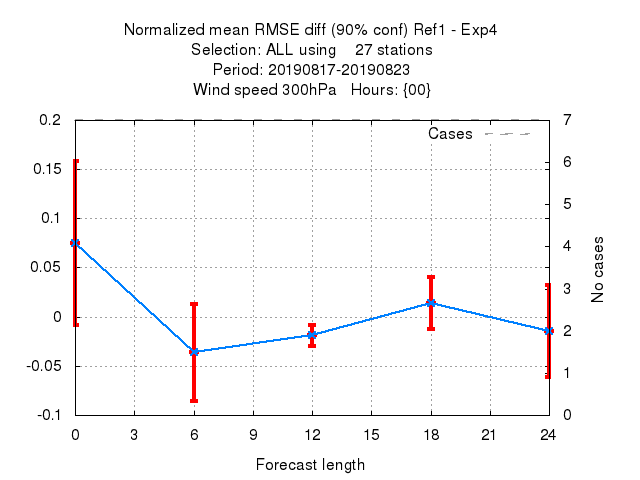 Normalized mean RMSE diff (90% conf) Ref1 - Exp4
Selection: ALL using    27 stations
Period: 20190817-20190823
Wind speed 300hPa   Hours: {00}
0.2
0.15
0.1
0.05
0
-0.05
-0.1
Cases
7
6
5
4
3
2
1
0
No cases
0 3 6 9 12 15 18 21 24
Forecast length